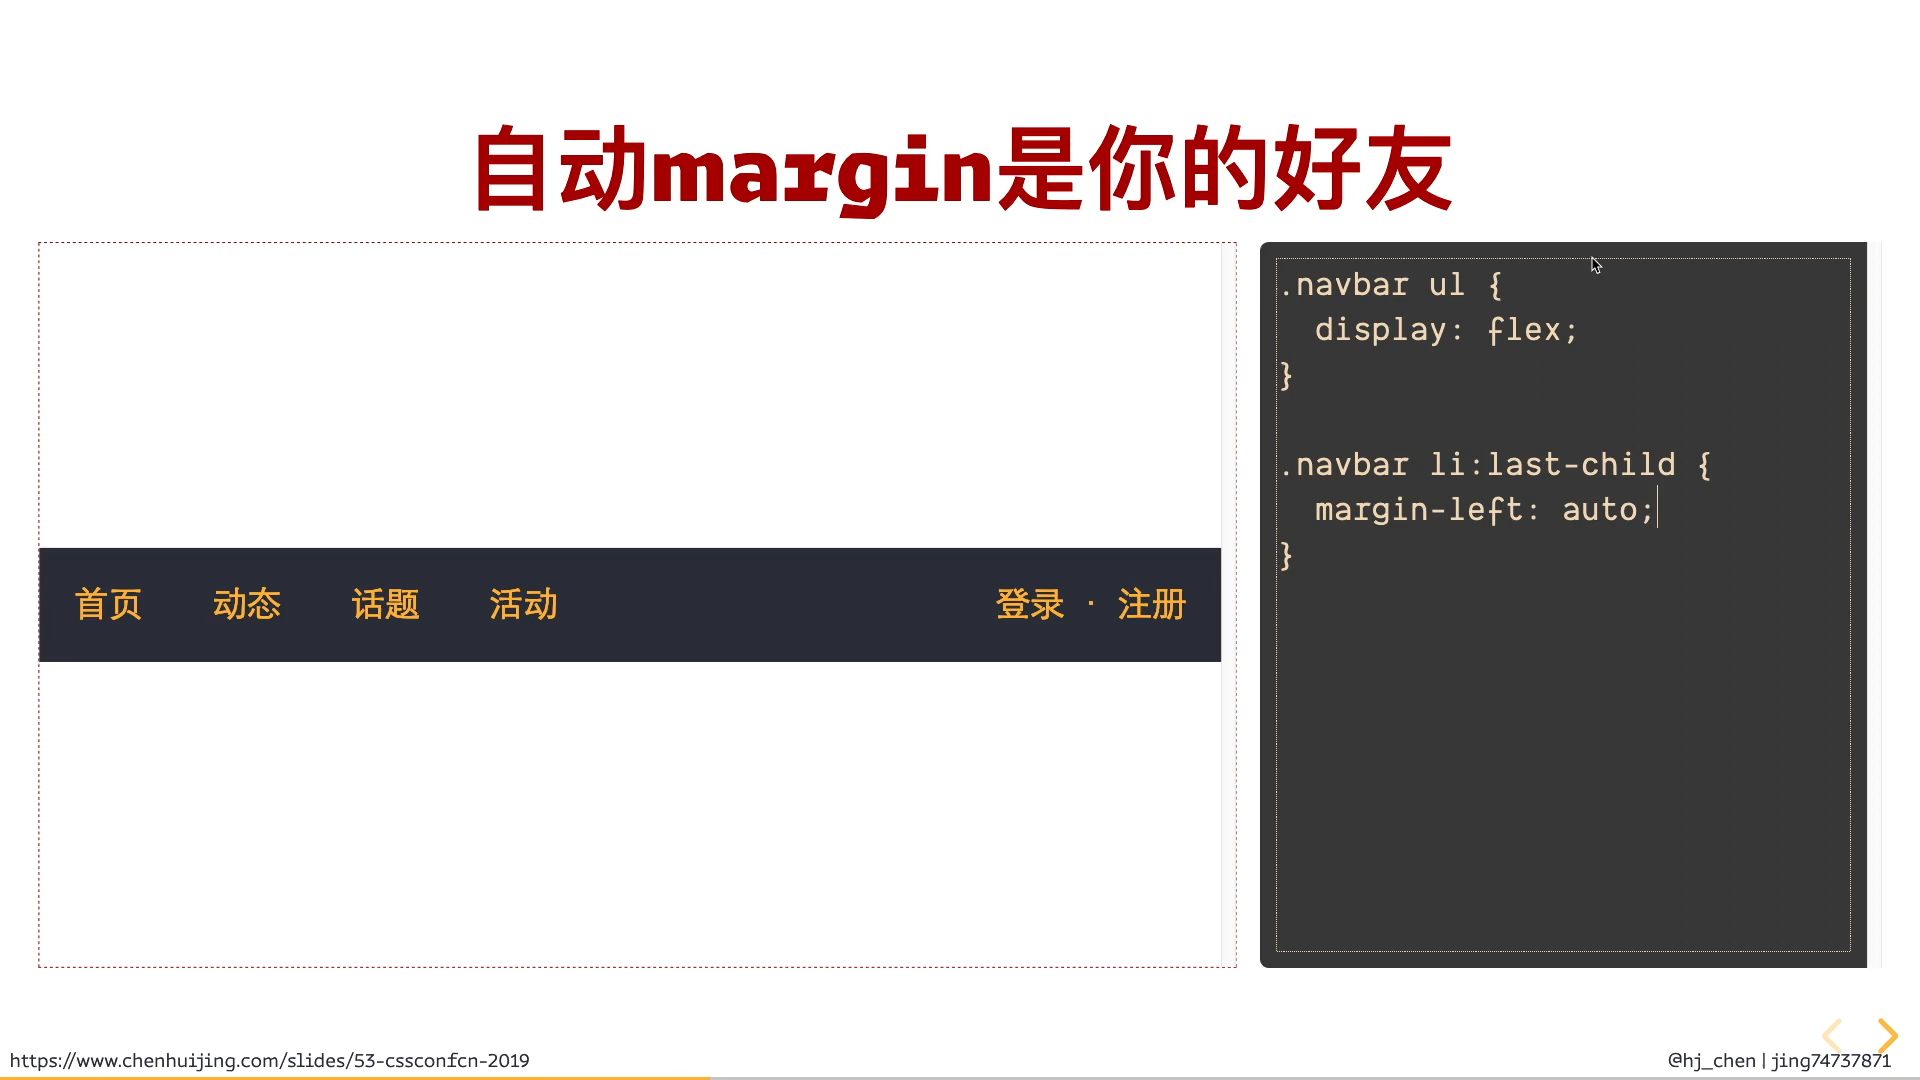 自动margin是你的好友
首页 动态 话题 活动 登录 · 注册
.navbar ul {
  display: flex;
}

.navbar li:last-child {
  margin-left: auto;
}
https://www.chenhuijing.com/slides/53-cssconfcn-2019
@hj_chen | jing74737871